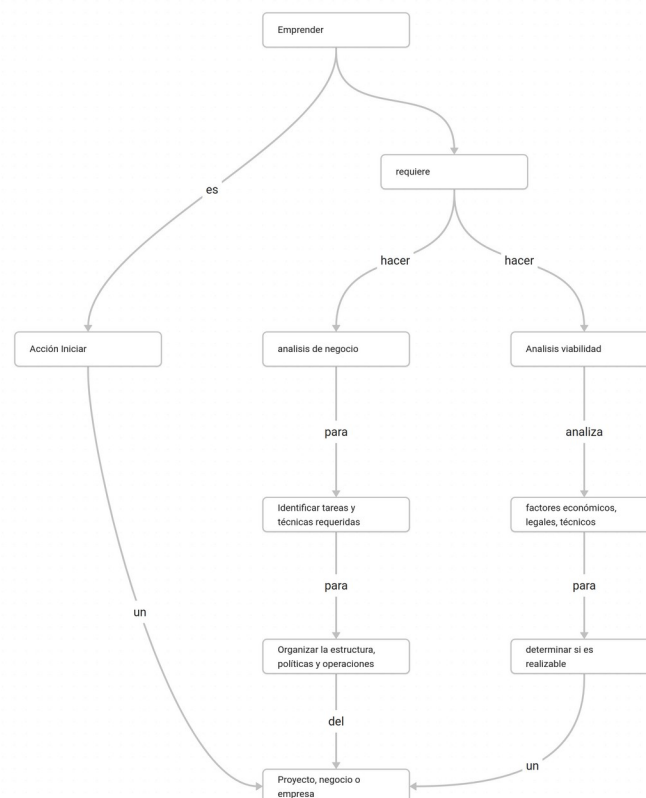 Emprender
requiere
es
hacer
hacer
Acción Iniciar
analisis de negocio
Analisis viabilidad
para
analiza
Identificar tareas y
técnicas requeridas
factores económicos,
legales, técnicos
para
para
un
Organizar la estructura,
políticas y operaciones
determinar si es
realizable
del
un
Proyecto, negocio o
empresa